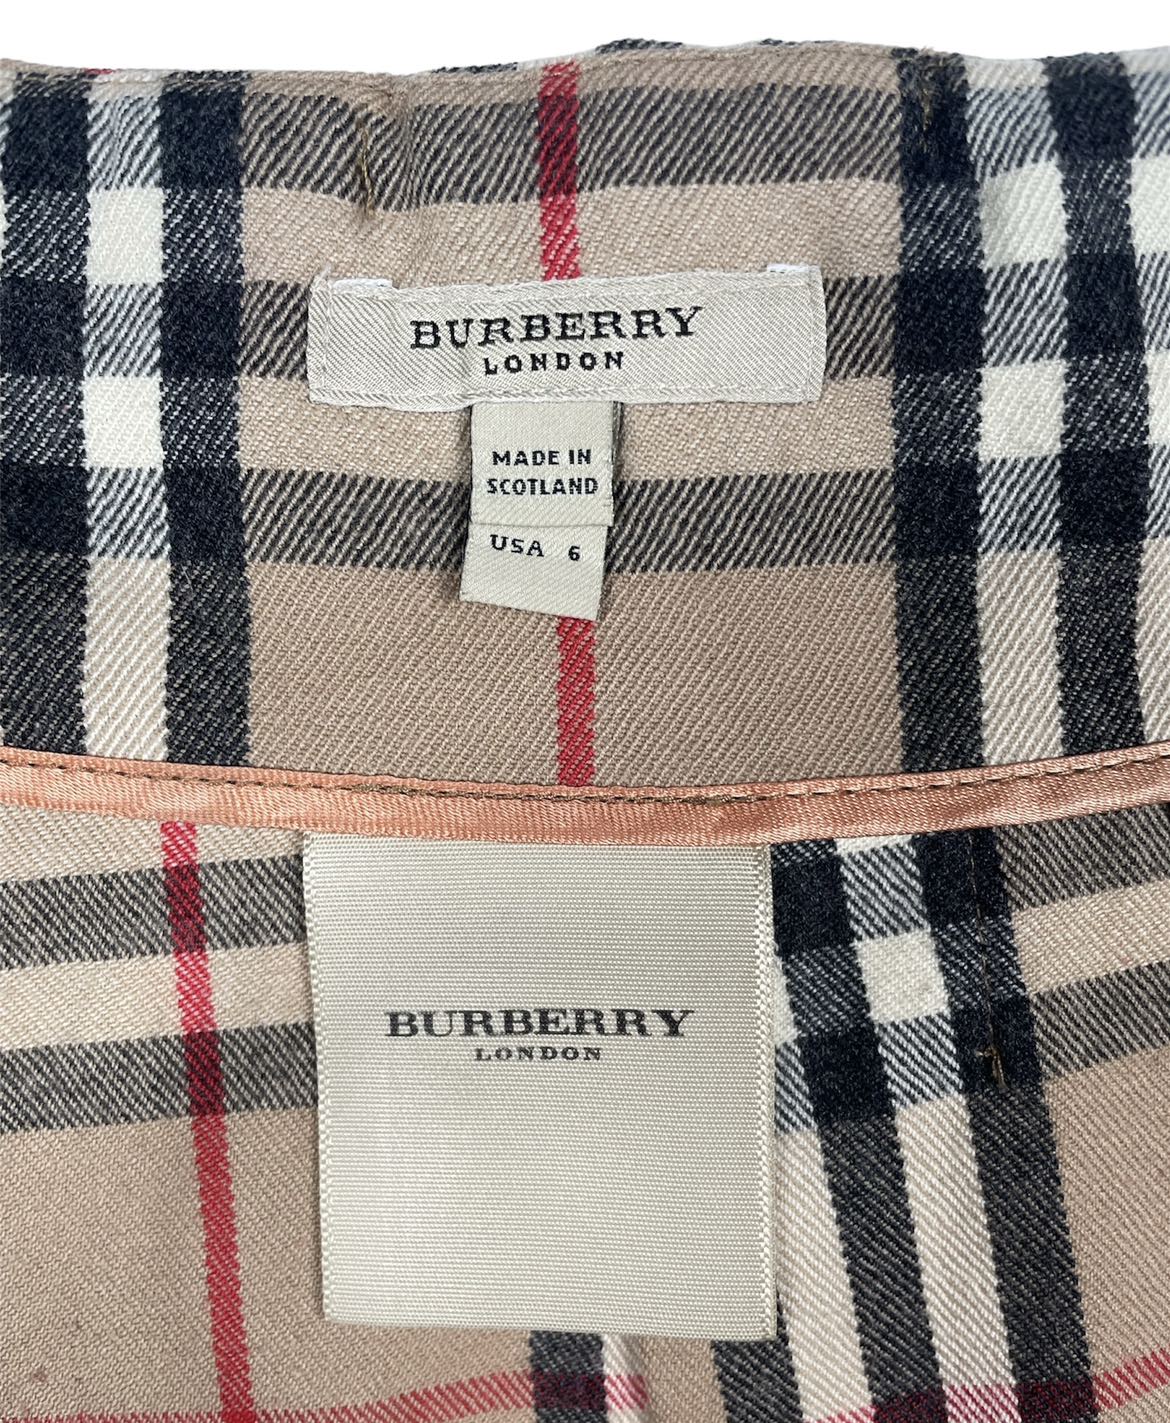 BURBERRY
LONDON
MADE IN
SCOTLAND
USA 6
BURBERRY
LONDON